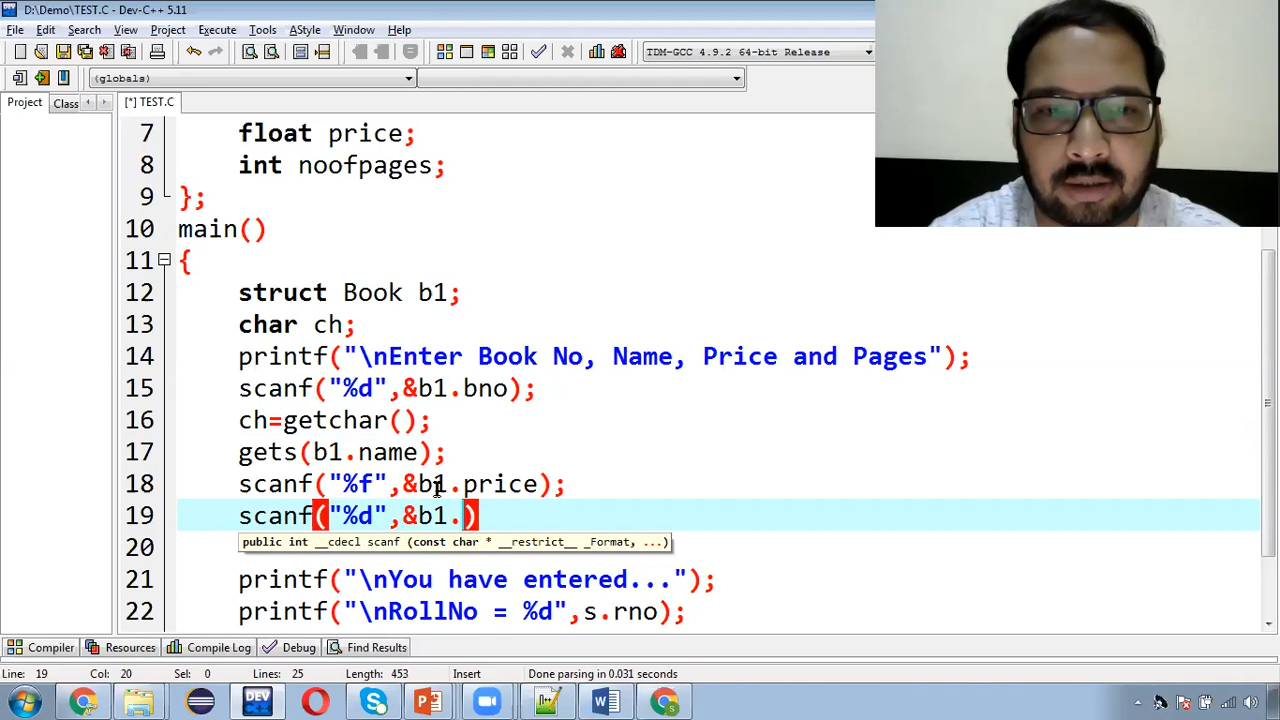 D:\Demo\TEST.C - Dev-C++ 5.11
File Edit Search View Project Execute Tools AStyle Window Help
TDM-GCC 4.9.2 64-bit Release
(globals)
Project Class
[*] TEST.C
7 float price;
8 int noofpages;
9 };
10 main()
11 {
12 struct Book b1;
13 char ch;
14 printf("\nEnter Book No, Name, Price and Pages");
15 scanf("%d",&b1.bno);
16 ch=getchar();
17 gets(b1.name);
18 scanf("%f",&b1.price);
19 scanf("%d",&b1.)
public int __cdecl scanf (const char * __restrict__ _Format, ...)
20
21 printf("\nYou have entered...");
22 printf("\nRollNo = %d",s.rno);
Compiler Resources Compile Log Debug Find Results
Line: 19 Col: 20 Sel: 0 Lines: 25 Length: 453 Insert Done parsing in 0.031 seconds
DEV
7:20 PM